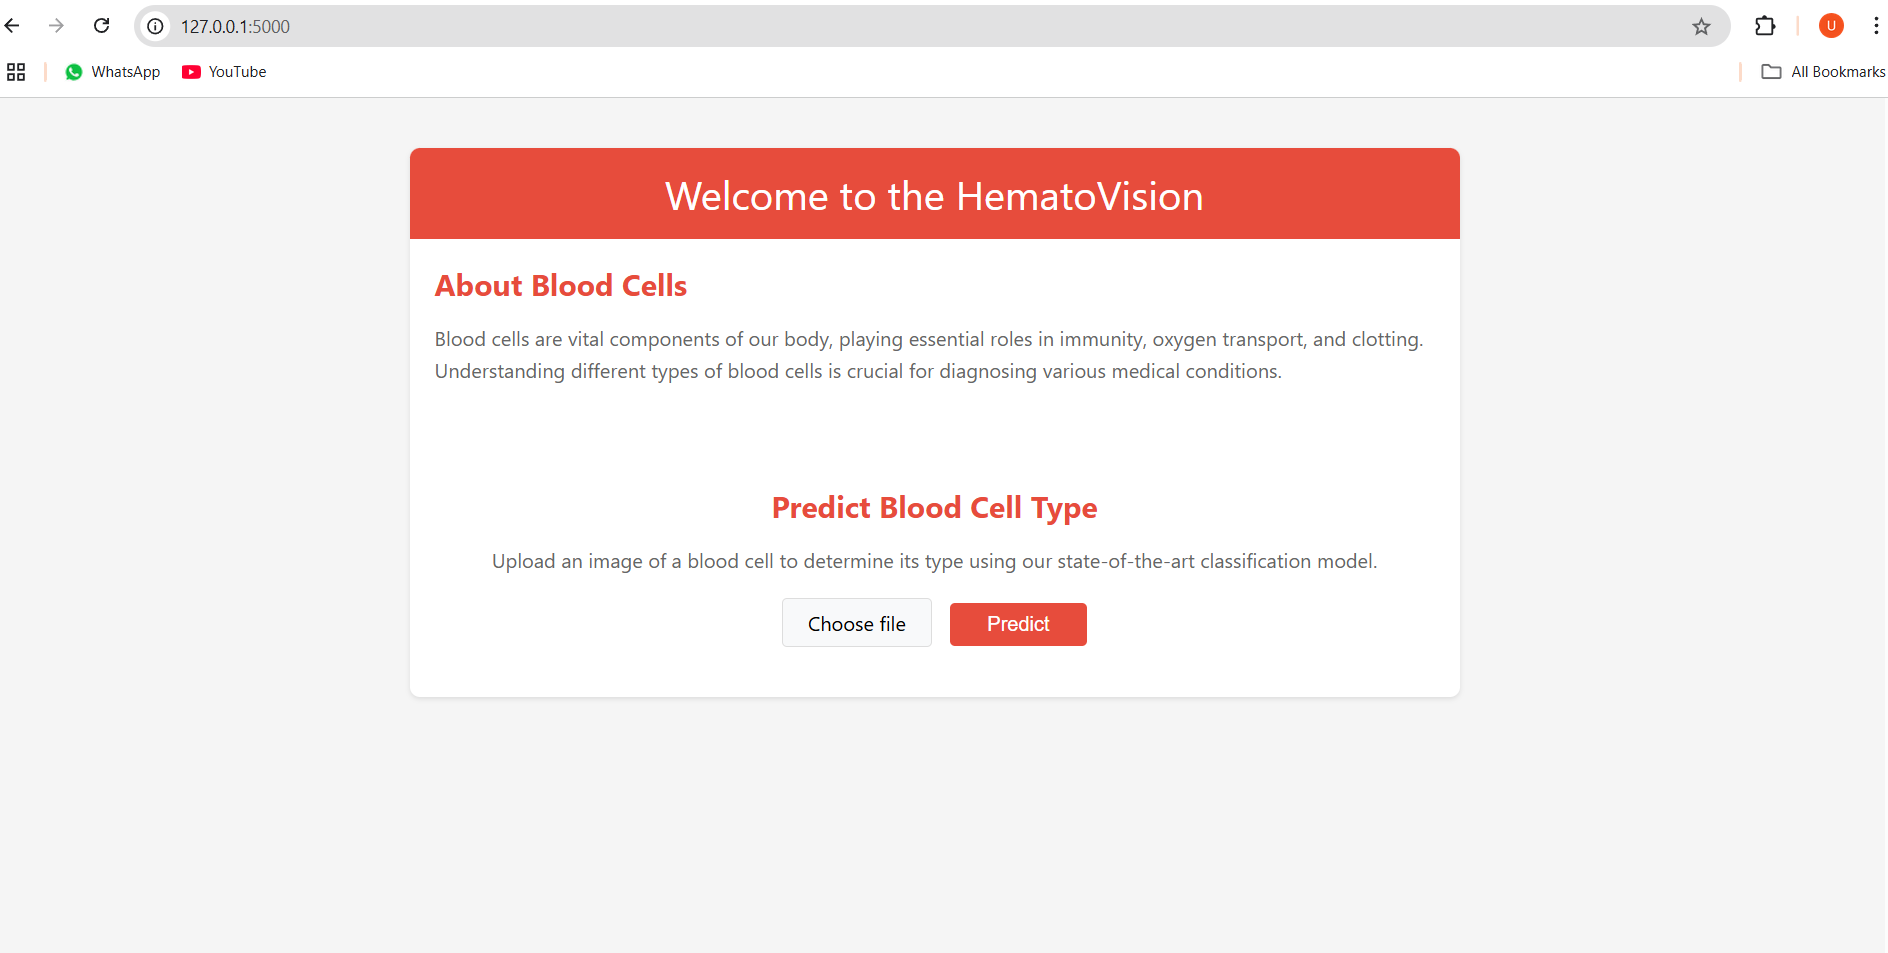 127.0.0.1:5000
U
WhatsApp
YouTube
All Bookmarks
Welcome to the HematoVision
About Blood Cells
Blood cells are vital components of our body, playing essential roles in immunity, oxygen transport, and clotting.
Understanding different types of blood cells is crucial for diagnosing various medical conditions.
Predict Blood Cell Type
Upload an image of a blood cell to determine its type using our state-of-the-art classification model.
Choose file
Predict